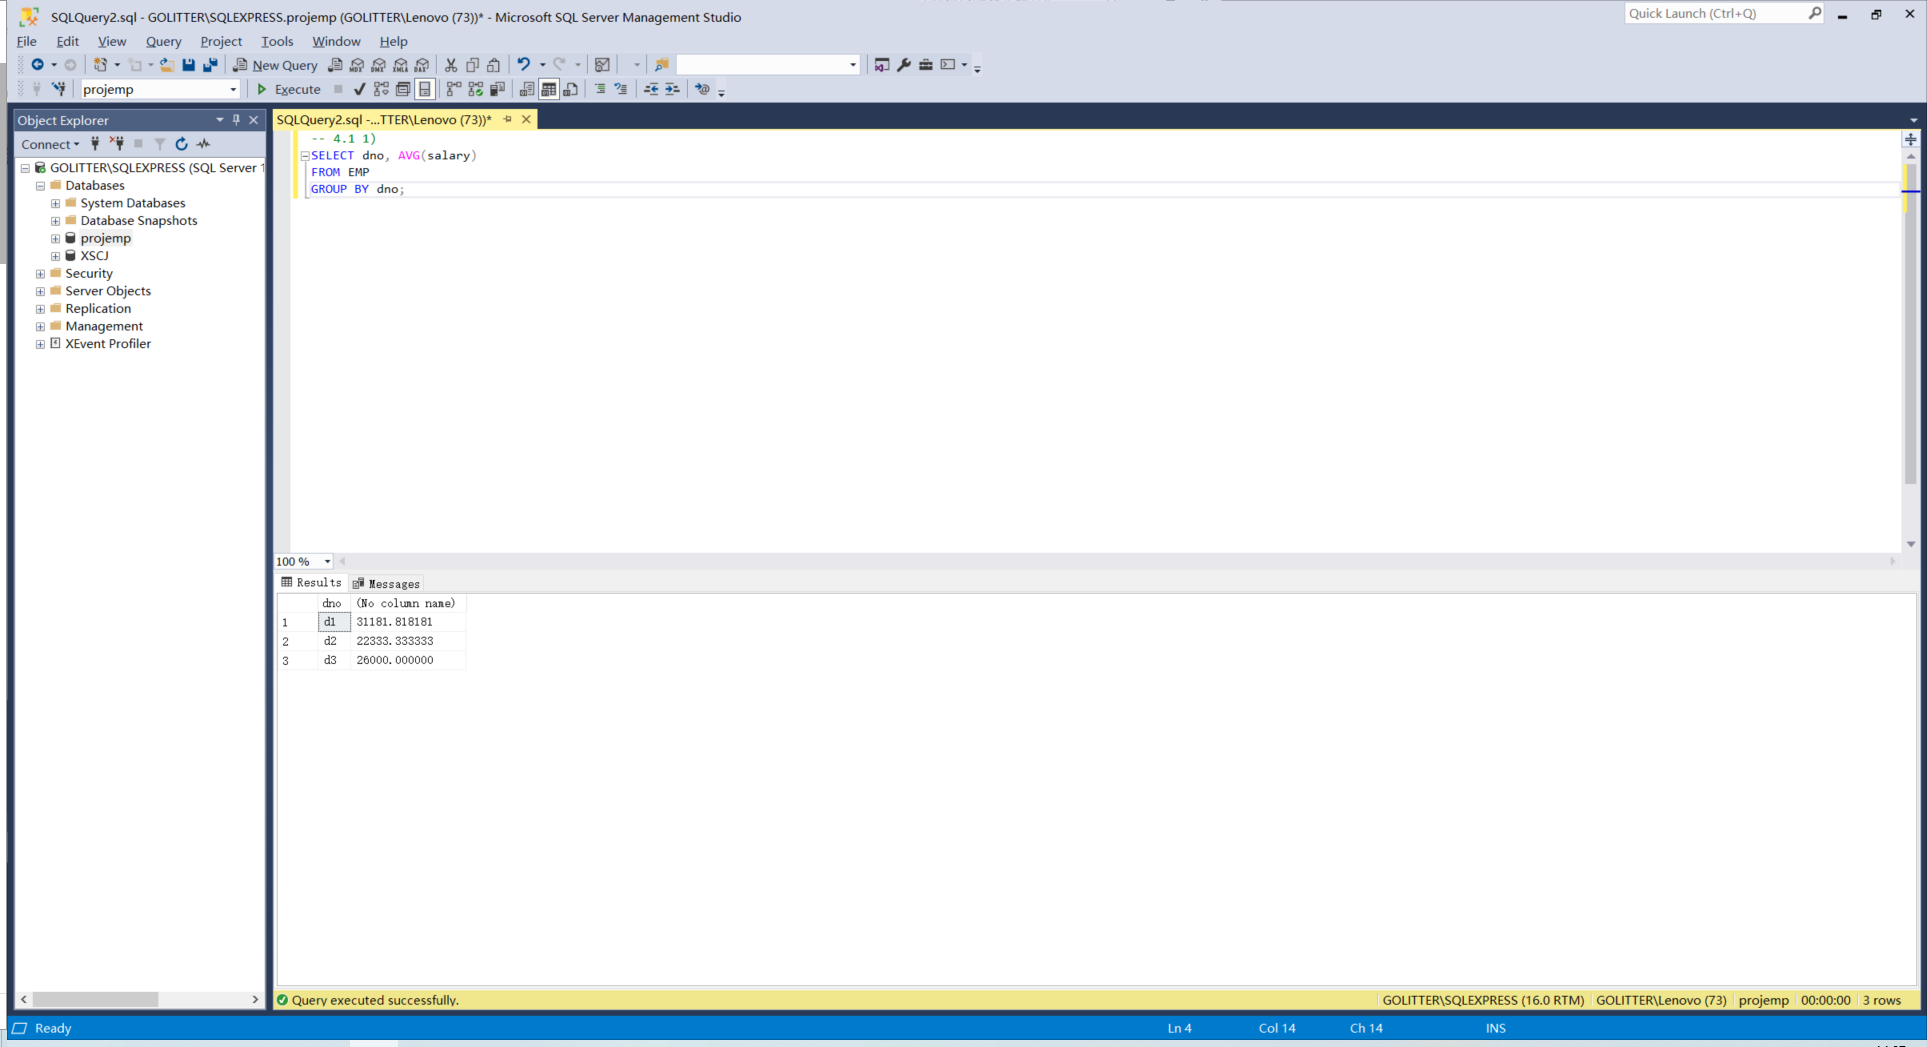 SQLQuery2.sql - GOLITTER\SQLEXPRESS.projemp (GOLITTER\Lenovo (73))* - Microsoft SQL Server Management Studio
Quick Launch (Ctrl+Q)
File Edit View Query Project Tools Window Help
New Query MDX DMX XMLA DAX
projemp Execute
Object Explorer
SQLQuery2.sql -...TTER\Lenovo (73))*
Connect
GOLITTER\SQLEXPRESS (SQL Server 1
Databases
System Databases
Database Snapshots
projemp
XSCJ
Security
Server Objects
Replication
Management
XEvent Profiler
-- 4.1 1)
SELECT dno, AVG(salary)
FROM EMP
GROUP BY dno;
100 %
Results Messages
dno (No column name)
1 d1 31181.818181
2 d2 22333.333333
3 d3 26000.000000
Query executed successfully.
GOLITTER\SQLEXPRESS (16.0 RTM) GOLITTER\Lenovo (73) projemp 00:00:00 3 rows
Ready Ln 4 Col 14 Ch 14 INS